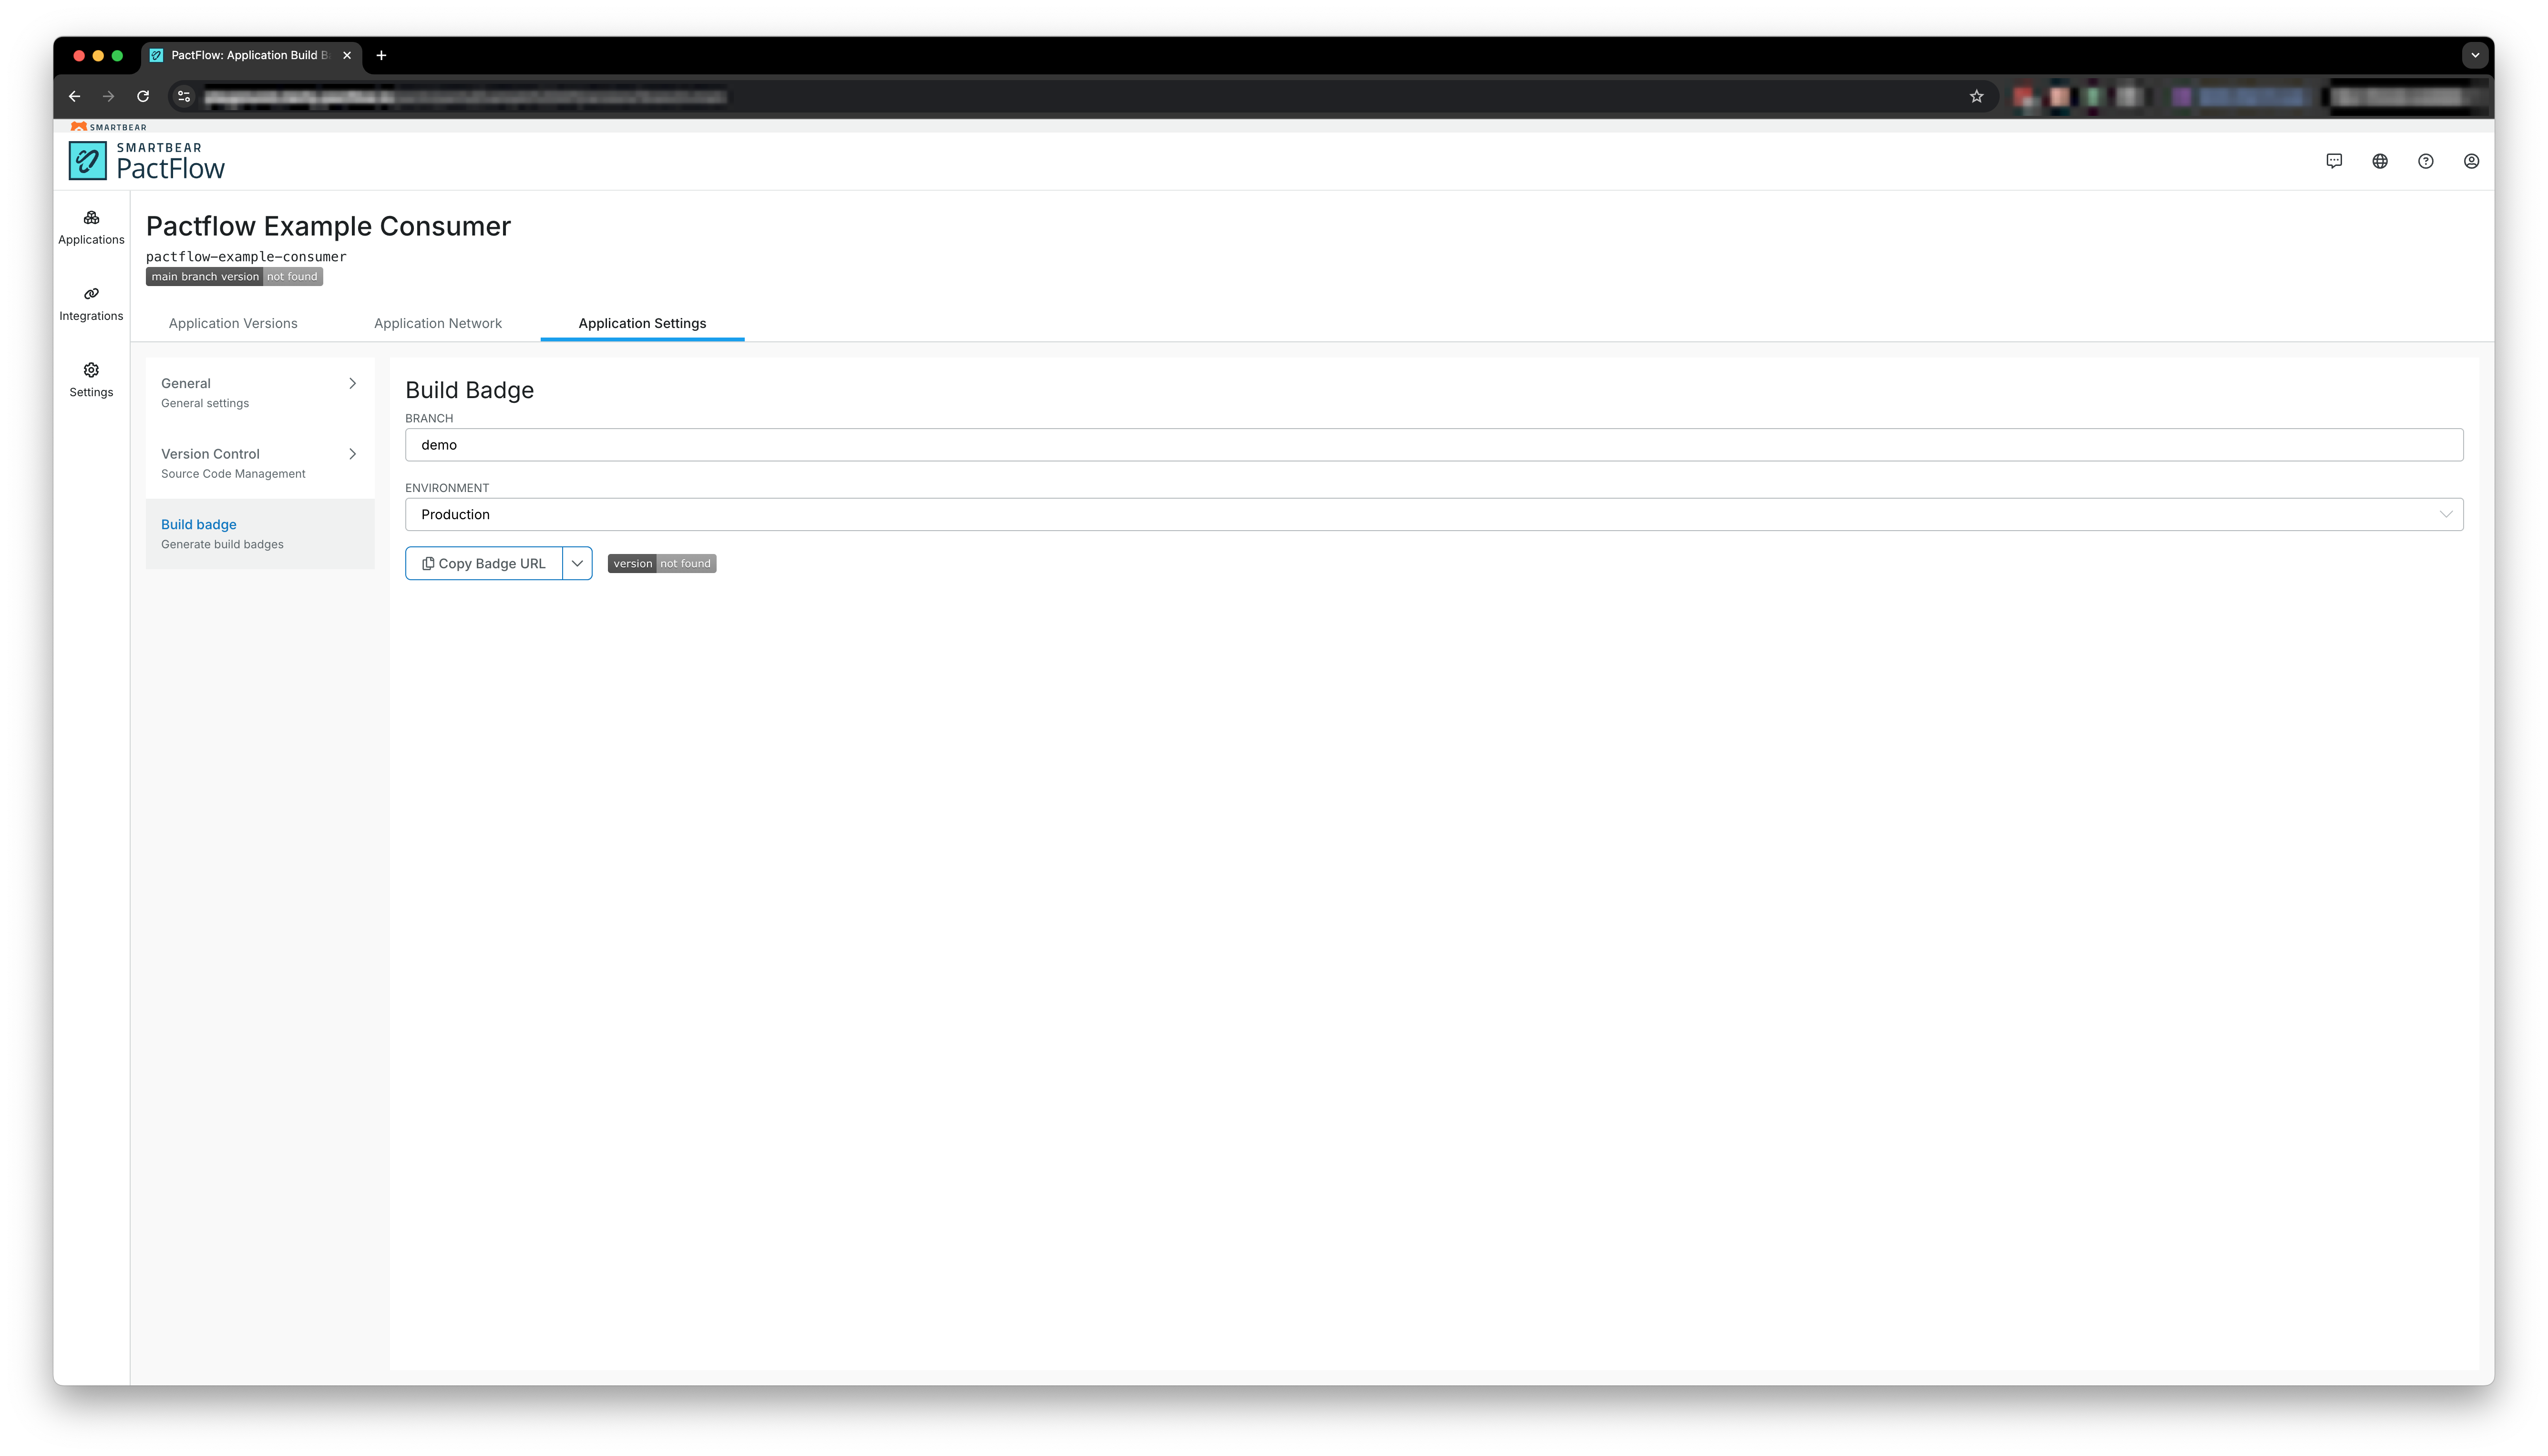 PactFlow: Application Build B
SMARTBEAR
SMARTBEAR
PactFlow
Applications
Integrations
Settings
Pactflow Example Consumer
pactflow-example-consumer
main branch version not found
Application Versions Application Network Application Settings
General
General settings
Version Control
Source Code Management
Build badge
Generate build badges
Build Badge
BRANCH
demo
ENVIRONMENT
Production
Copy Badge URL version not found